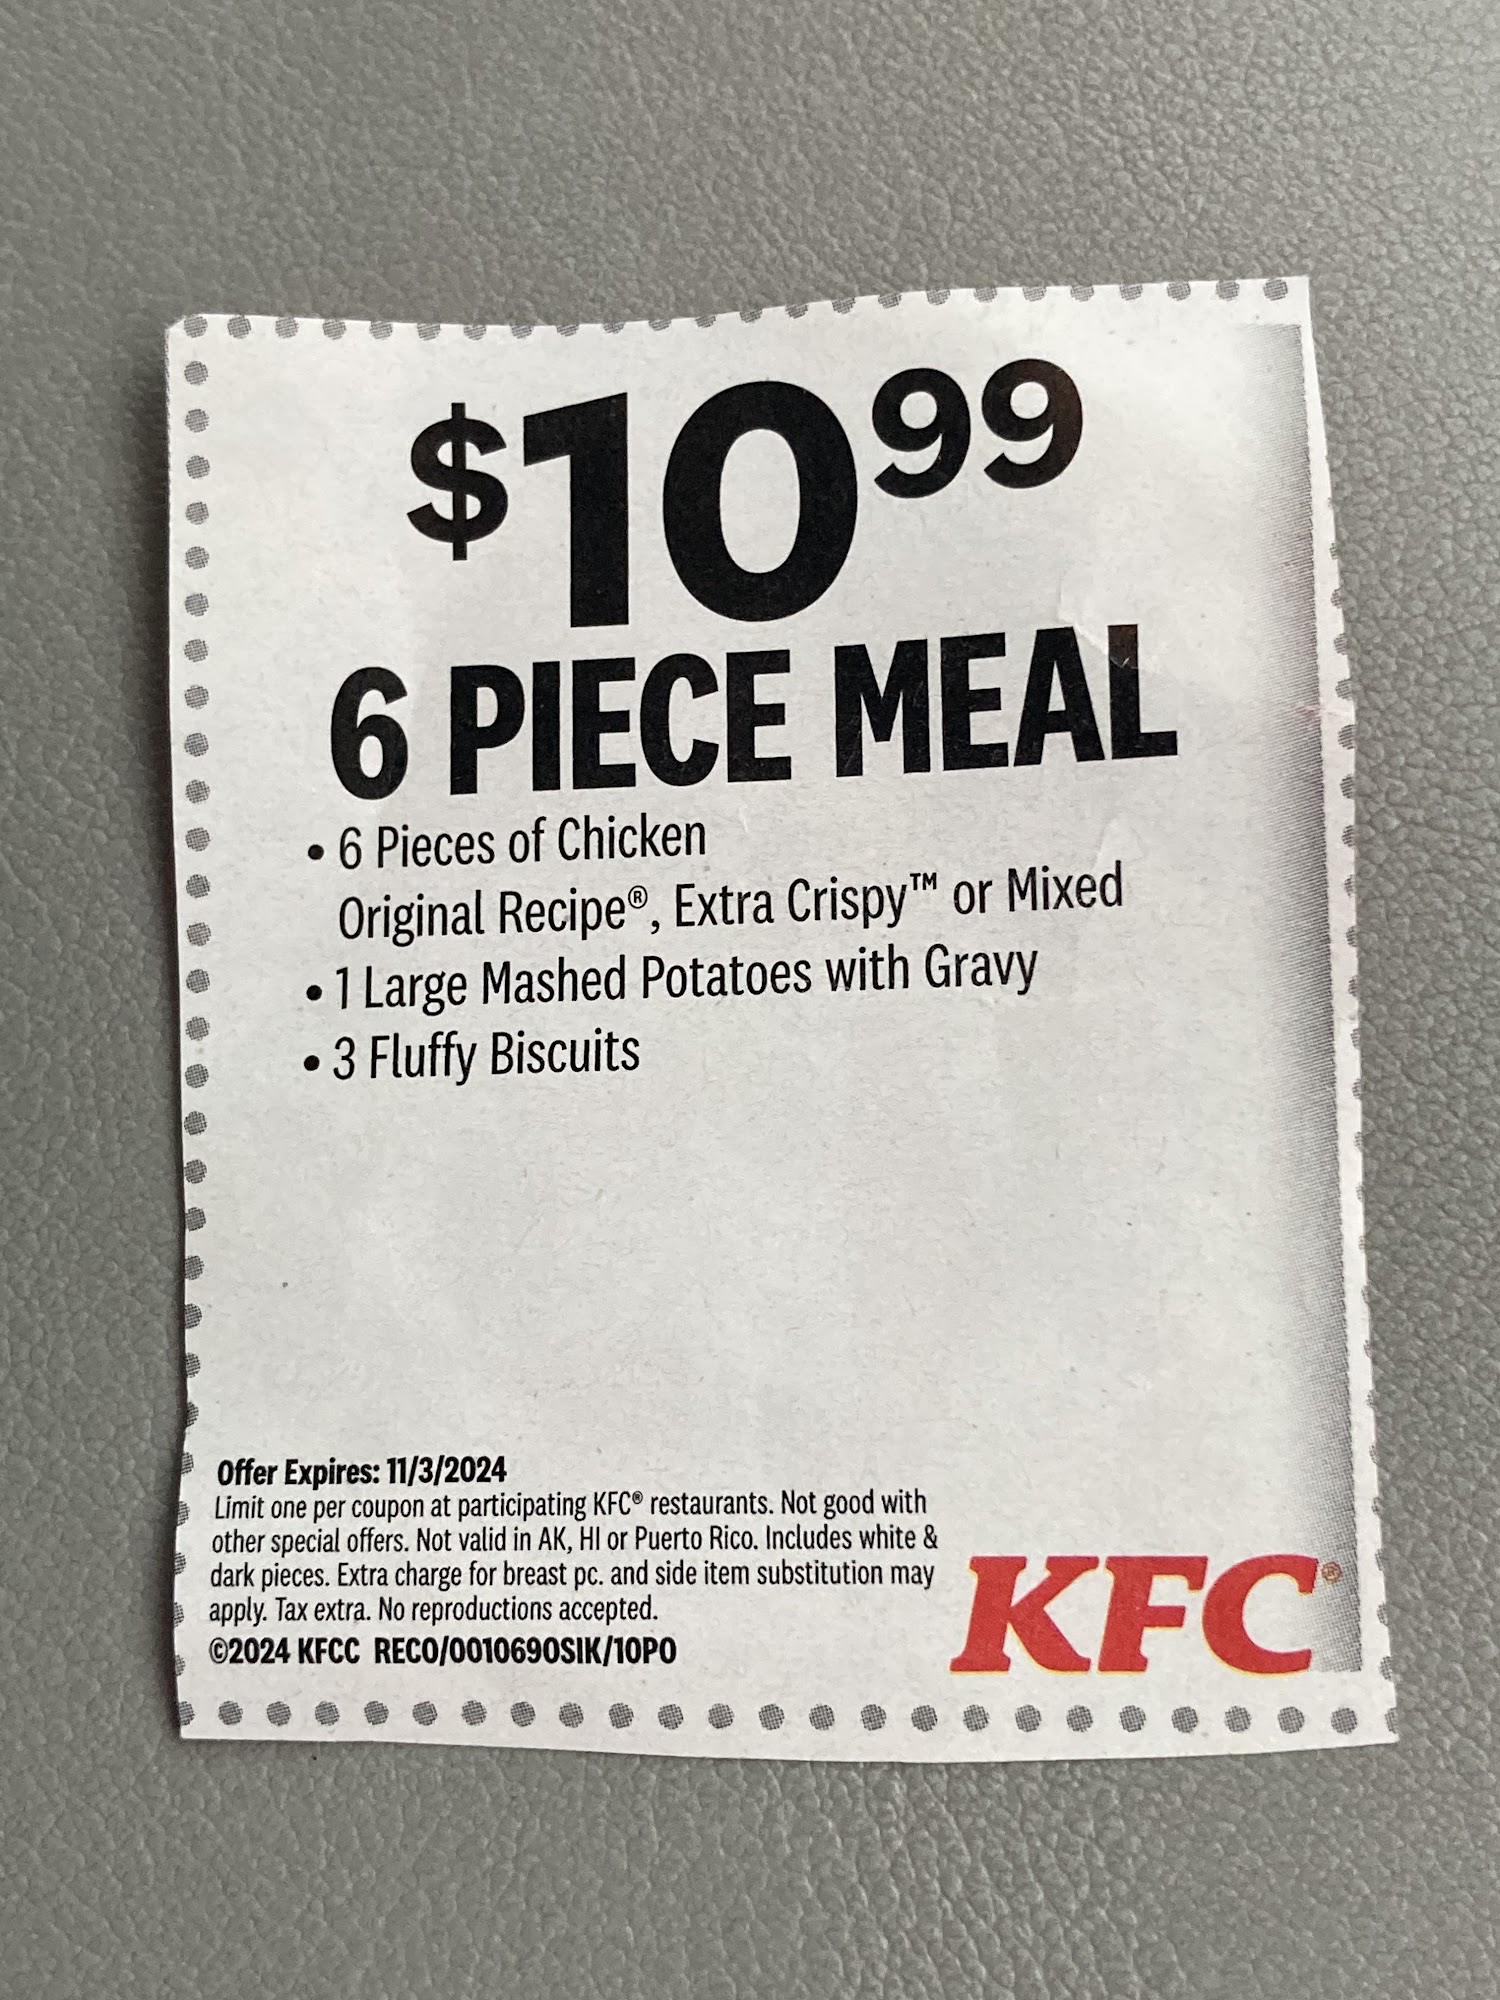 $10.99
6 PIECE MEAL
• 6 Pieces of Chicken
Original Recipe®, Extra Crispy™ or Mixed
• 1 Large Mashed Potatoes with Gravy
• 3 Fluffy Biscuits
Offer Expires: 11/3/2024
Limit one per coupon at participating KFC® restaurants. Not good with
other special offers. Not valid in AK, HI or Puerto Rico. Includes white &
dark pieces. Extra charge for breast pc. and side item substitution may
apply. Tax extra. No reproductions accepted.
©2024 KFCC RECO/001069OSIK/10PO
KFC®